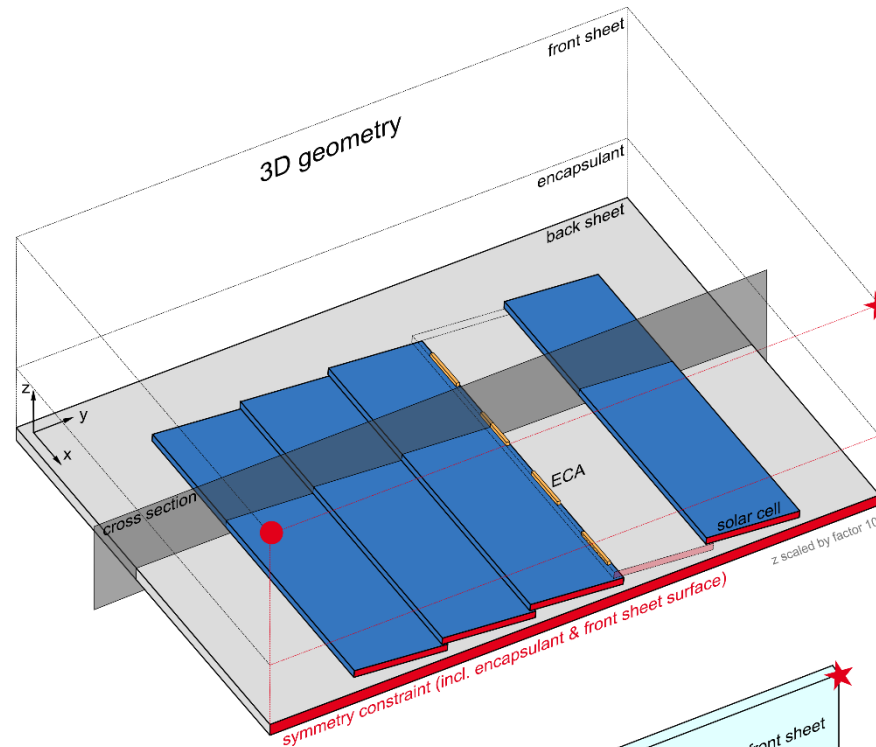 front sheet
3D geometry
encapsulant
back sheet
z
y
x
cross section
ECA
solar cell
z scaled by factor 10
symmetry constraint (incl. encapsulant & front sheet surface)
front sheet